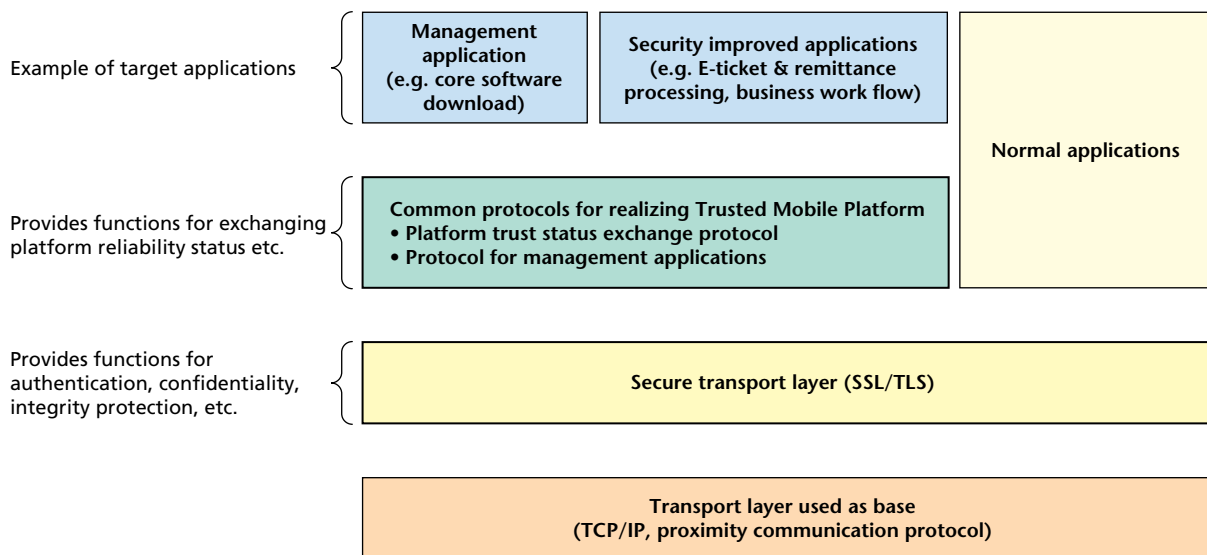 Example of target applications
Management
application
(e.g. core software
download)
Security improved applications
(e.g. E-ticket & remittance
processing, business work flow)
Normal applications
Provides functions for exchanging
platform reliability status etc.
Common protocols for realizing Trusted Mobile Platform
• Platform trust status exchange protocol
• Protocol for management applications
Provides functions for
authentication, confidentiality,
integrity protection, etc.
Secure transport layer (SSL/TLS)
Transport layer used as base
(TCP/IP, proximity communication protocol)